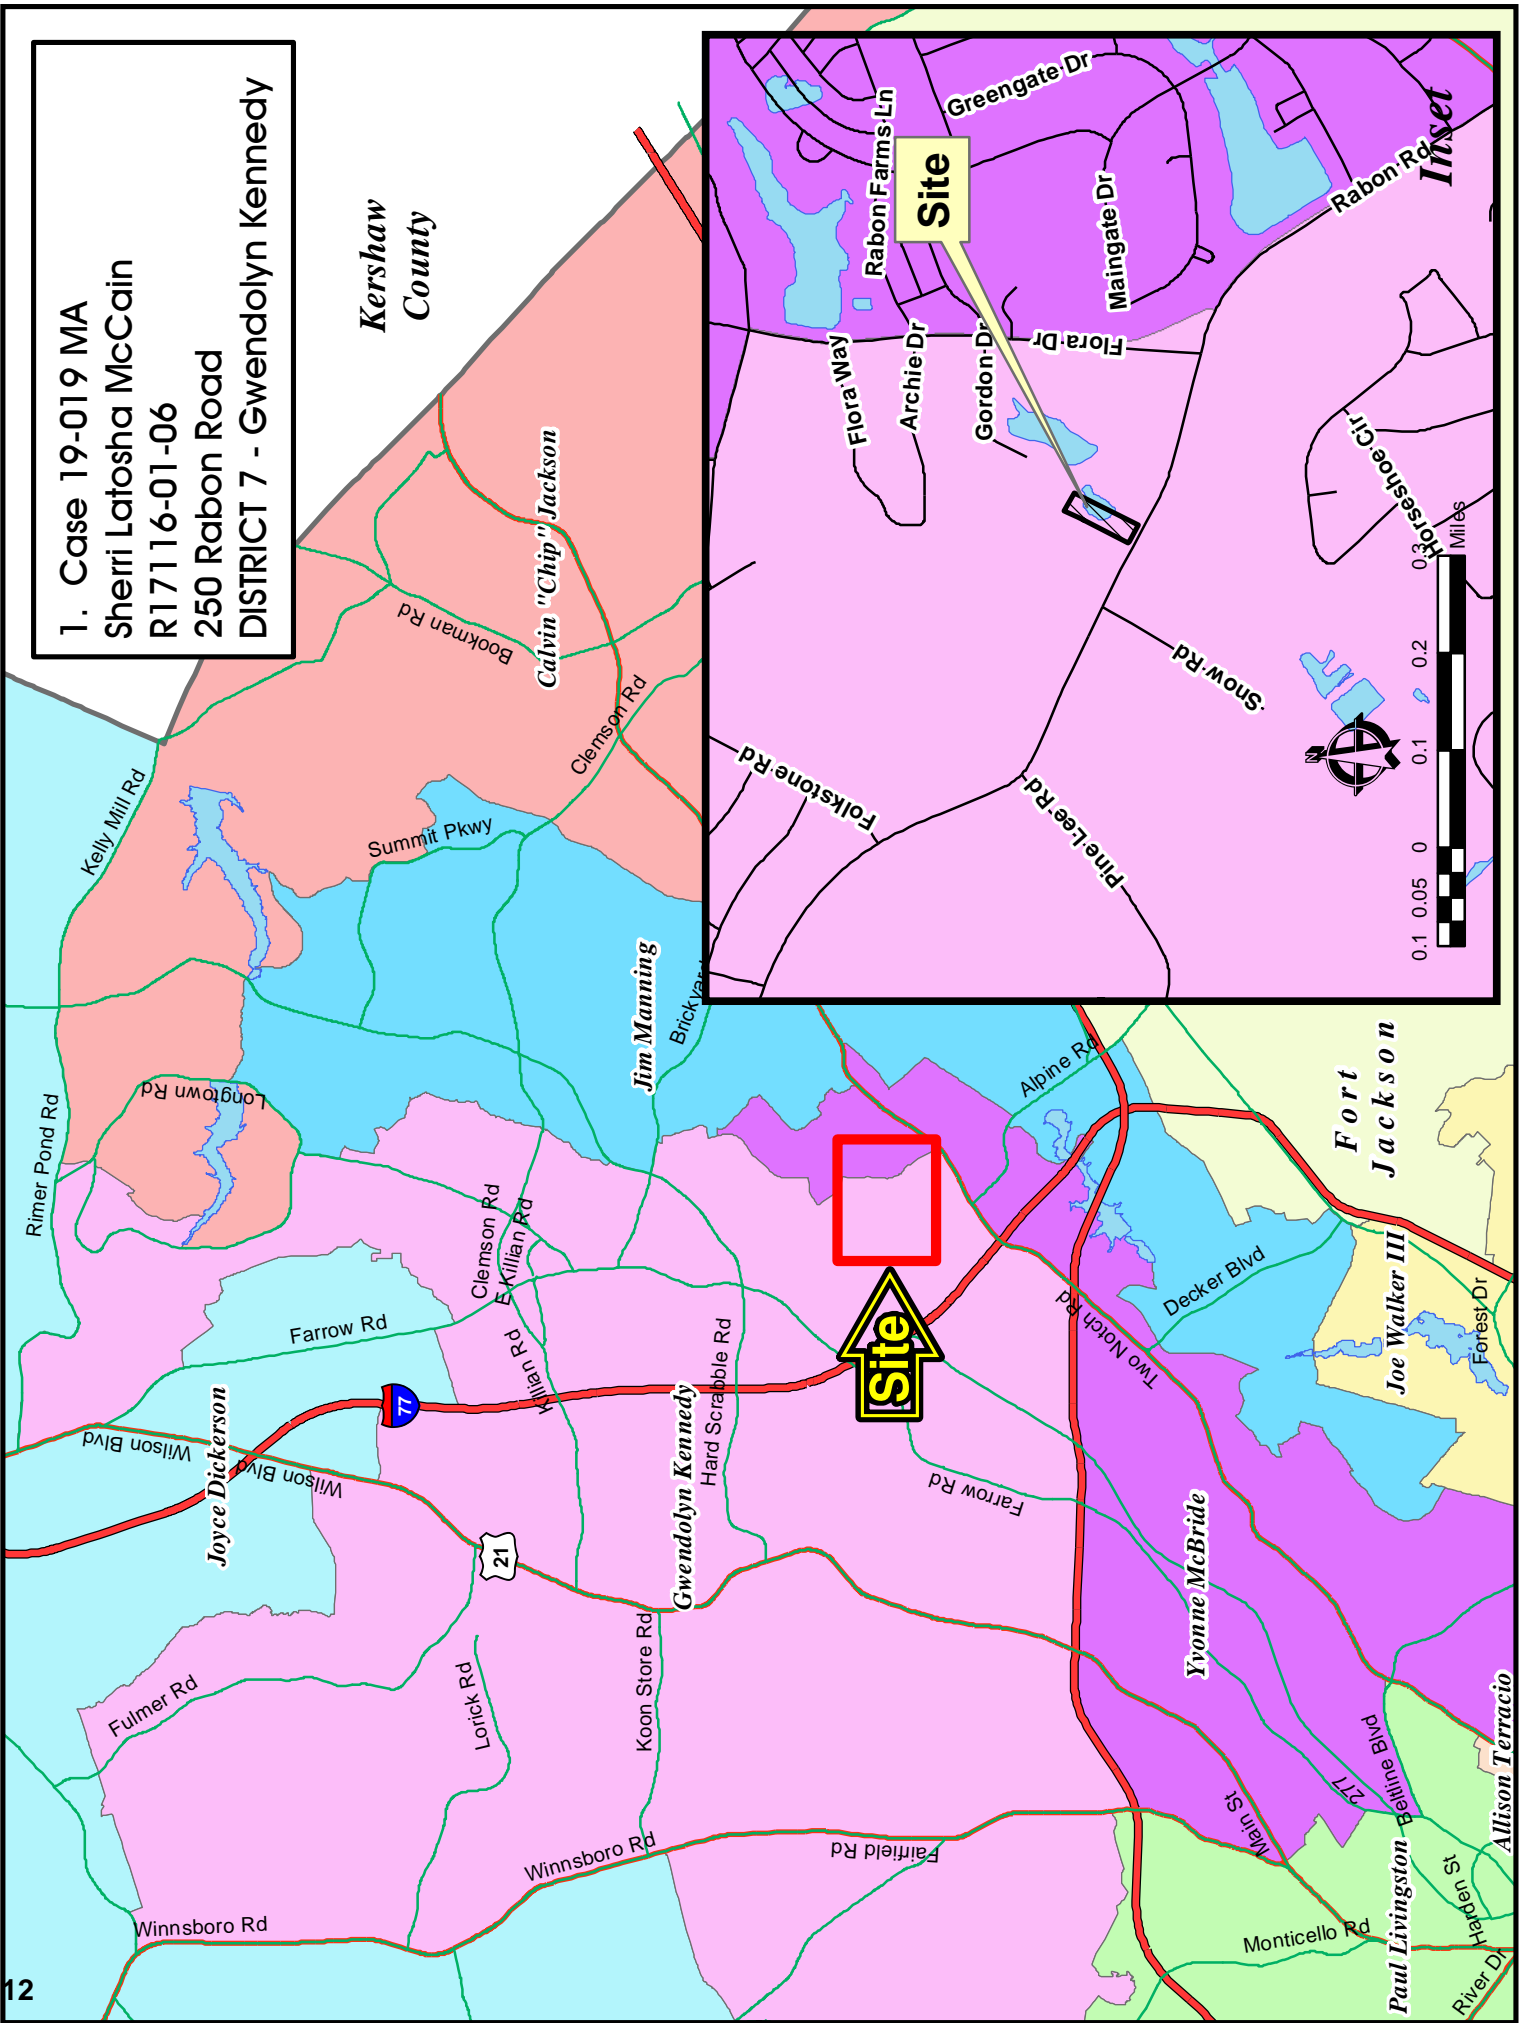 1. Case 19-019 MA
Sherri Latosha McCain
R17116-01-06
250 Rabon Road
DISTRICT 7 - Gwendolyn Kennedy
Kershaw
County
12
Winnsboro Rd
Fulmer Rd
Wilson Blvd
Wilson Blvd
Joyce Dickerson
77
Farrow Rd
Rimer Pond Rd
Longtown Rd
Kelly Mill Rd
Summit Pkwy
Bookman Rd
Calvin "Chip" Jackson
Clemson Rd
Winnsboro Rd
Lorick Rd
21
Killian Rd
Clemson Rd
E Killian Rd
Koon Store Rd
Gwendolyn Kennedy
Hard Scrabble Rd
Jim Manning
Fairfield Rd
Farrow Rd
Site
Two Notch Rd
Alpine Rd
Decker Blvd
Yvonne McBride
Main St
277
Beltline Blvd
Monticello Rd
Paul Livingston
Harden St
River Dr
Allison Terracio
Joe Walker III
Forest Dr
Fort
Jackson
Site
Flora Way
Archie Dr
Rabon Farms Ln
Gordon Dr
Flora Dr
Greengate Dr
Maingate Dr
Rabon Rd
Inset
Folkstone Rd
Pine Lee Rd
Snow Rd
Horseshoe Cir
N
0.1 0.05 0 0.1 0.2 0.3
Miles